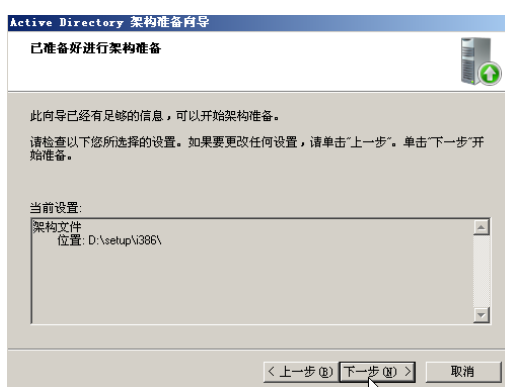 Active Directory 架构准备向导
已准备好进行架构准备
此向导已经有足够的信息，可以开始架构准备。
请检查以下您所选择的设置。如果要更改任何设置，请单击“上一步”。单击“下一步”开
始准备。
当前设置:
架构文件
位置: D:\setup\i386\
< 上一步(B)
下一步(N) >
取消